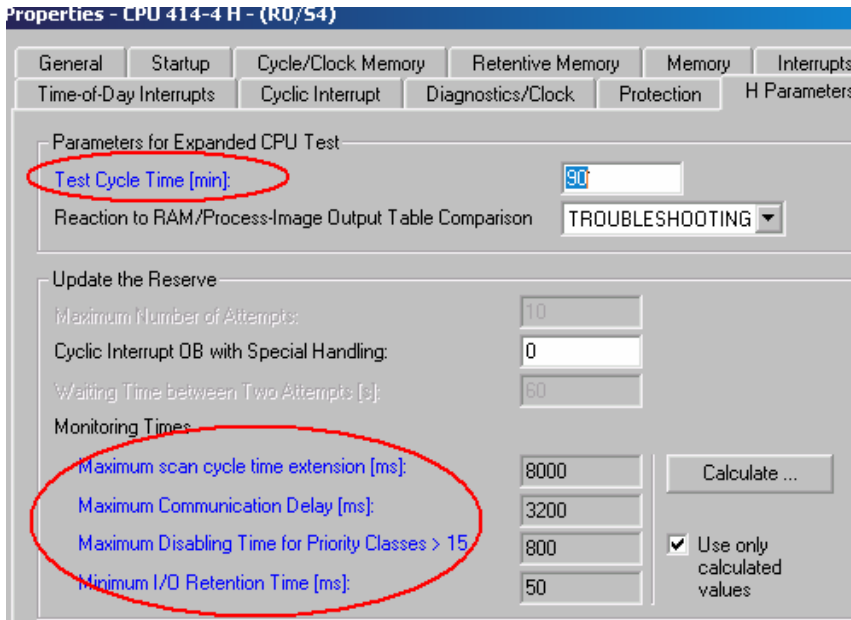 Properties - CPU 414-4 H - (R0/S4)
General Startup Cycle/Clock Memory Retentive Memory Memory Interrupts
Time-of-Day Interrupts Cyclic Interrupt Diagnostics/Clock Protection H Parameters
Parameters for Expanded CPU Test
Test Cycle Time [min]: 90
Reaction to RAM/Process-Image Output Table Comparison TROUBLESHOOTING
Update the Reserve
Maximum Number of Attempts: 10
Cyclic Interrupt OB with Special Handling: 0
Waiting Time between Two Attempts [s]: 60
Monitoring Times
Maximum scan cycle time extension [ms]: 8000 Calculate ...
Maximum Communication Delay [ms]: 3200
Maximum Disabling Time for Priority Classes > 15 800 Use only
calculated
values
Minimum I/O Retention Time [ms]: 50